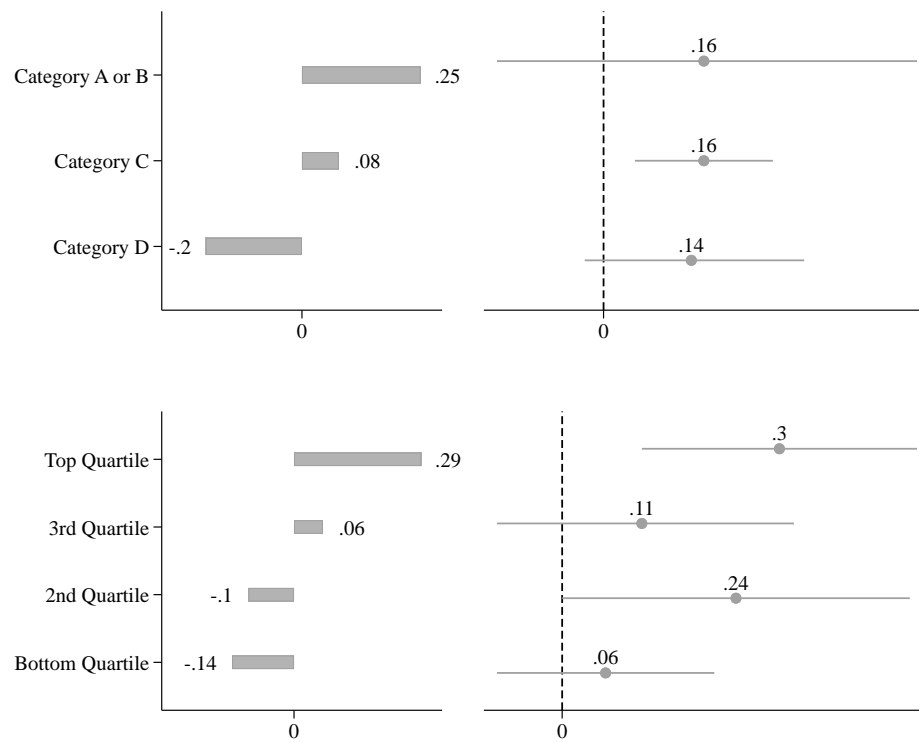 Category A or B .25 .16
Category C .08 .16
Category D -.2 .14
0 0
Top Quartile .29 .3
3rd Quartile .06 .11
2nd Quartile -.1 .24
Bottom Quartile -.14 .06
0 0